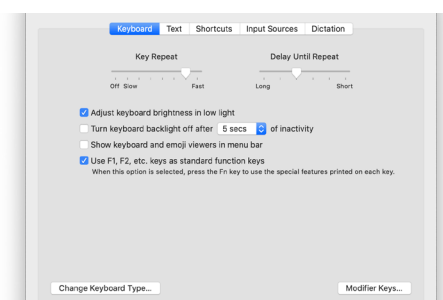 Keyboard Text Shortcuts Input Sources Dictation
Key Repeat Delay Until Repeat
Off Slow Fast Long Short
Adjust keyboard brightness in low light
Turn keyboard backlight off after 5 secs of inactivity
Show keyboard and emoji viewers in menu bar
Use F1, F2, etc. keys as standard function keys
When this option is selected, press the Fn key to use the special features printed on each key.
Change Keyboard Type... Modifier Keys...